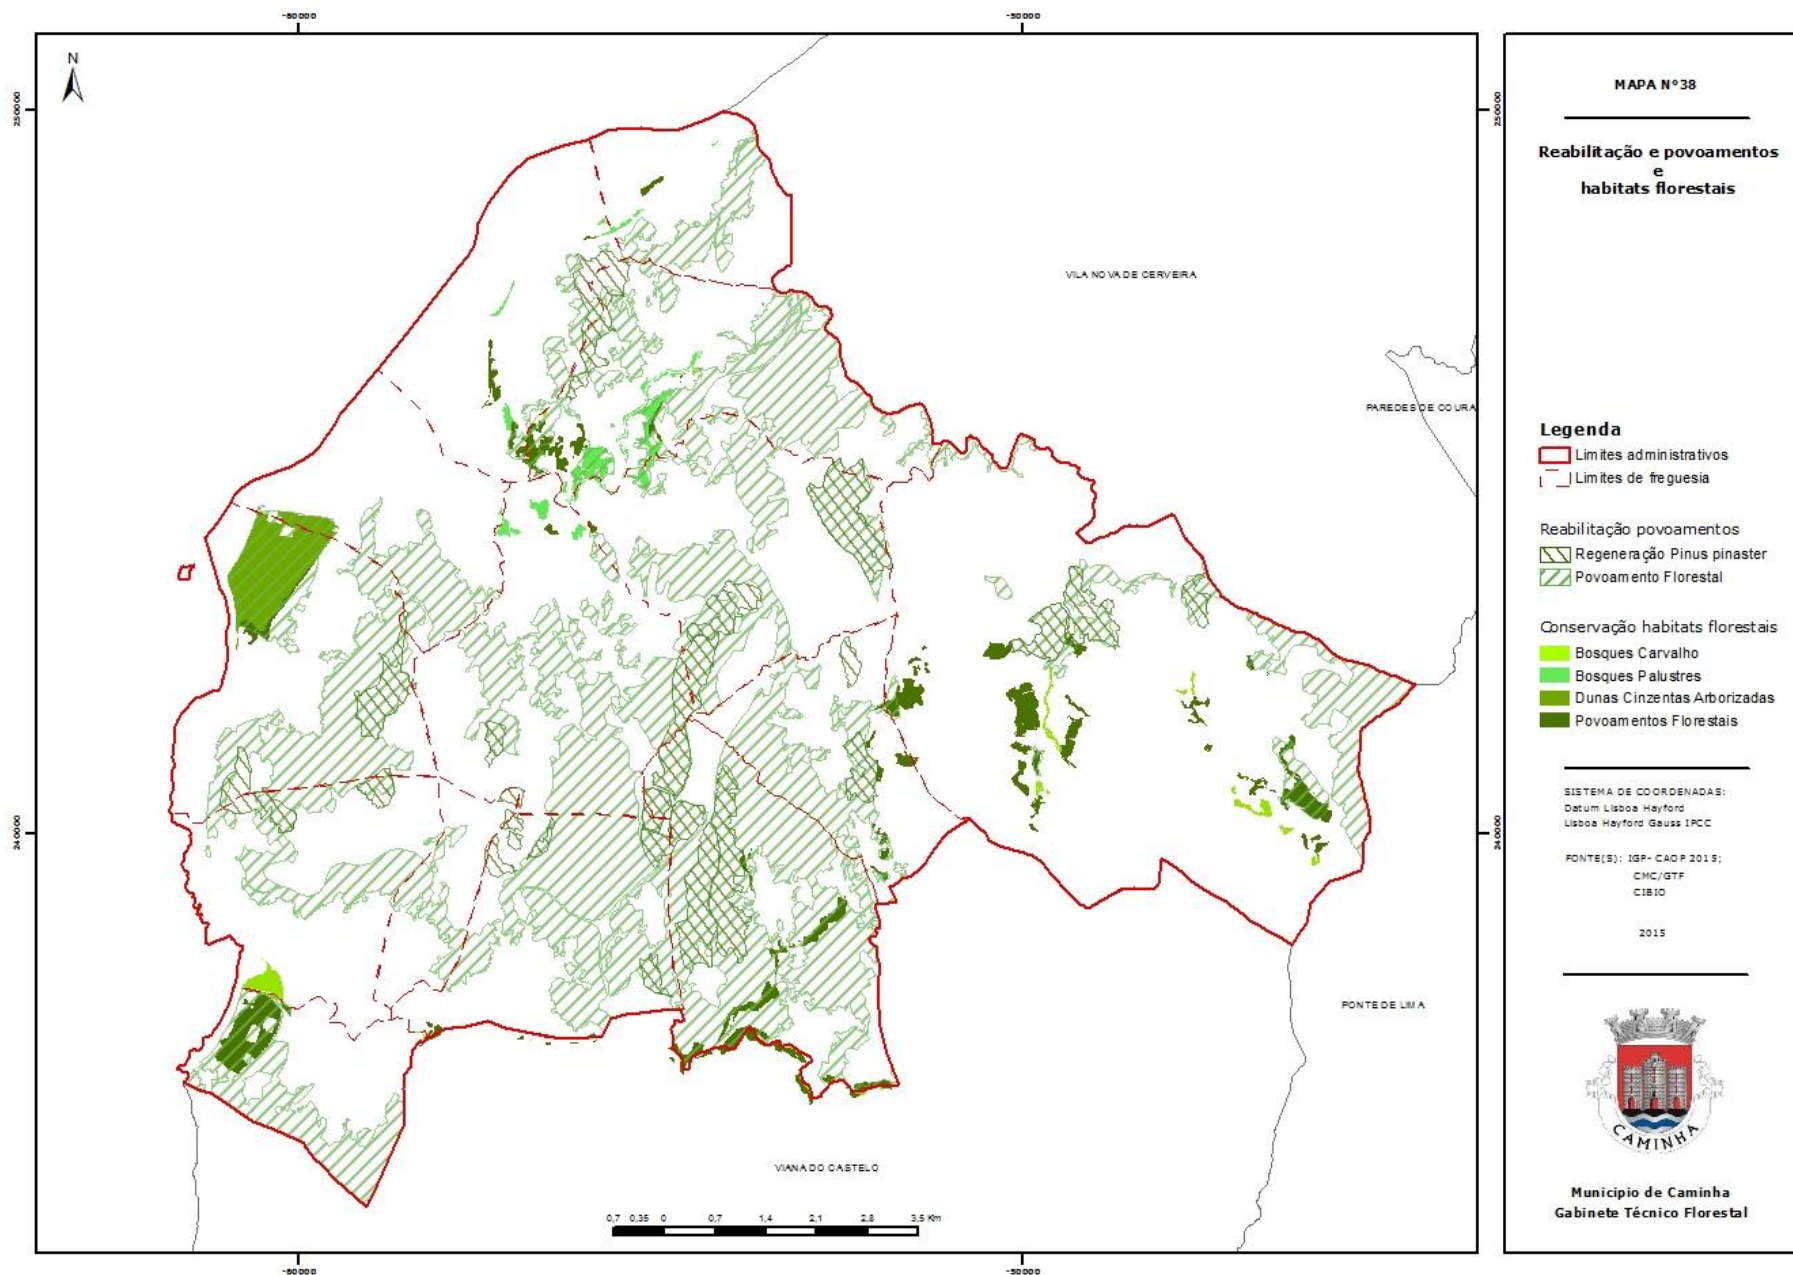 -60000
-50000
250000
250000
N
VILA NOVA DE CERVEIRA
PAREDES DE COURA
240000
240000
PONTE DE LIMA
VIANA DO CASTELO
0,7 0,35 0 0,7 1,4 2,1 2,8 3,5 Km
-60000
-50000
MAPA Nº38
Reabilitação e povoamentos
e
habitats florestais
Legenda
Limites administrativos
Limites de freguesia
Reabilitação povoamentos
Regeneração Pinus pinaster
Povoamento Florestal
Conservação habitats florestais
Bosques Carvalho
Bosques Palustres
Dunas Cinzentas Arborizadas
Povoamentos Florestais
SISTEMA DE COORDENADAS:
Datum Lisboa Hayford
Lisboa Hayford Gauss IPCC
FONTE(S): IGP- CAOP 2015;
CMC/GTF
CIBIO
2015
CAMINHA
Município de Caminha
Gabinete Técnico Florestal